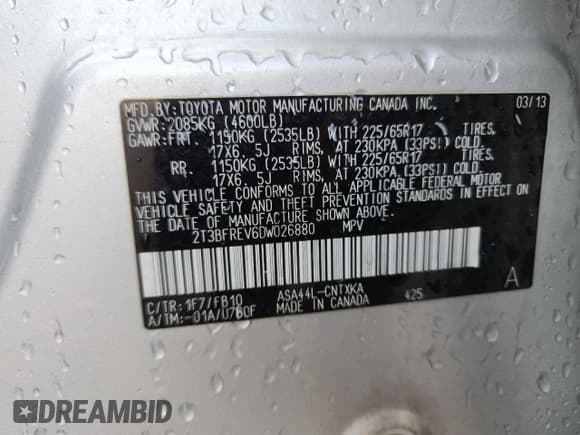 MFD. BY: TOYOTA MOTOR MANUFACTURING CANADA INC. 03/13
GVWR: 2085KG (4600LB)
GAWR: FRT. 1150KG (2535LB) WITH 225/65R17 TIRES,
17X6.5J RIMS, AT 230KPA (33PSI) COLD.
RR. 1150KG (2535LB) WITH 225/65R17 TIRES,
17X6.5J RIMS, AT 230KPA (33PSI) COLD.
THIS VEHICLE CONFORMS TO ALL APPLICABLE FEDERAL MOTOR
VEHICLE SAFETY AND THEFT PREVENTION STANDARDS IN EFFECT ON
THE DATE OF MANUFACTURE SHOWN ABOVE.
2T3BFREV6DW026880 MPV
C/TR: 1F7/FB10 ASA44L-CNTXKA 425 A
A/TM: -01A/U760F MADE IN CANADA
DREAMBID